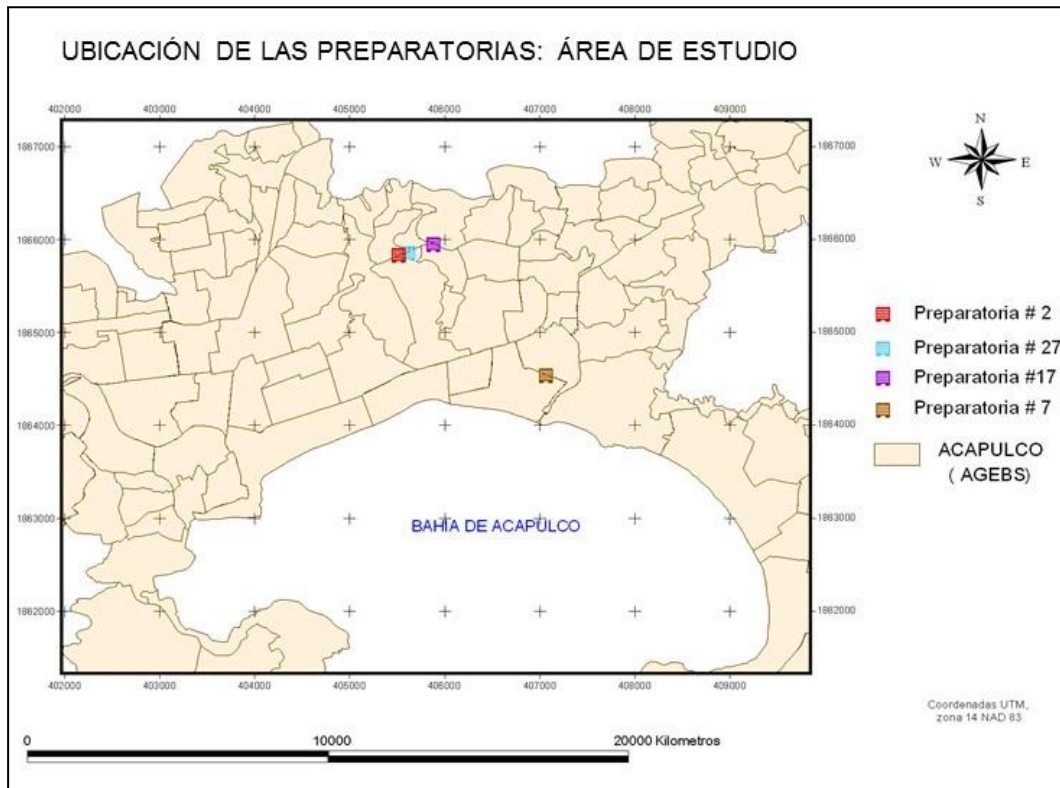 UBICACIÓN DE LAS PREPARATORIAS: ÁREA DE ESTUDIO
402000 403000 404000 405000 406000 407000 408000 409000
1867000 1867000
1866000 1866000
1865000 1865000
1864000 1864000
1863000 1863000
1862000 1862000
402000 403000 404000 405000 406000 407000 408000 409000
BAHÍA DE ACAPULCO
N
W E
S
Preparatoria # 2
Preparatoria # 27
Preparatoria #17
Preparatoria # 7
ACAPULCO
( AGEBS)
Coordenadas UTM,
zona 14 NAD 83
0 10000 20000 Kilometros